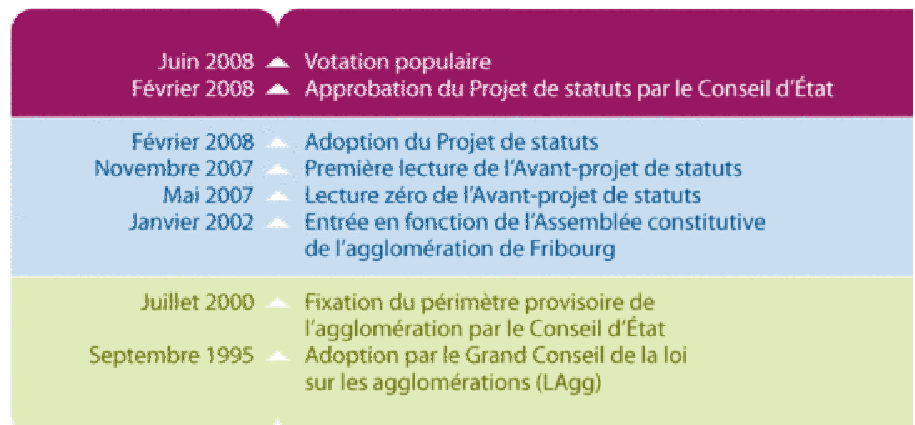 Juin 2008 Votation populaire
Février 2008 Approbation du Projet de statuts par le Conseil d'État
Février 2008 Adoption du Projet de statuts
Novembre 2007 Première lecture de l'Avant-projet de statuts
Mai 2007 Lecture zéro de l'Avant-projet de statuts
Janvier 2002 Entrée en fonction de l'Assemblée constitutive
de l'agglomération de Fribourg
Juillet 2000 Fixation du périmètre provisoire de
l'agglomération par le Conseil d'État
Septembre 1995 Adoption par le Grand Conseil de la loi
sur les agglomérations (LAgg)